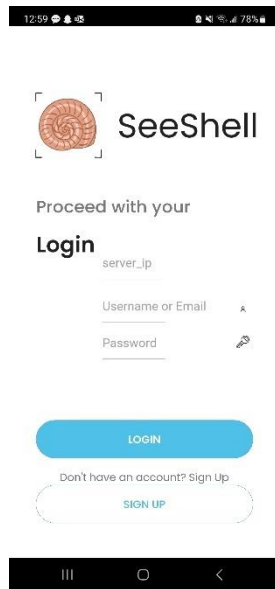 12:59
78%
SeeShell
Proceed with your
Login
server_ip
Username or Email
Password
LOGIN
Don't have an account? Sign Up
SIGN UP